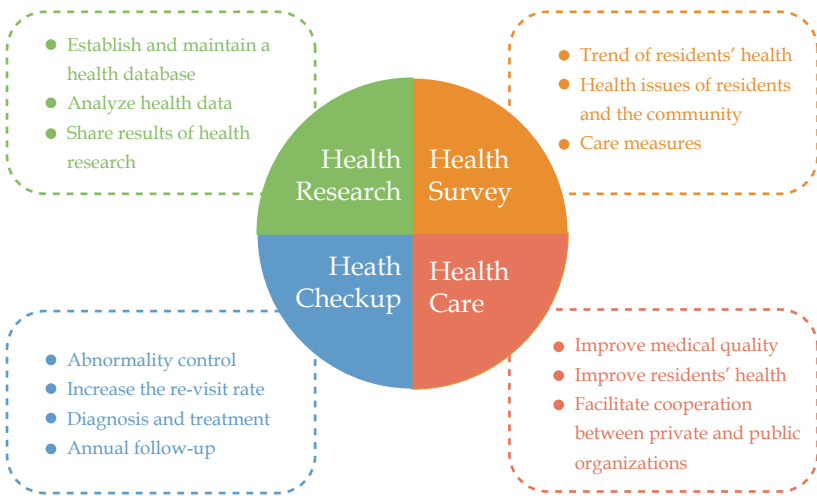 ● Establish and maintain a
health database
● Analyze health data
● Share results of health
research
● Trend of residents’ health
● Health issues of residents
and the community
● Care measures
Health
Research
Health
Survey
Heath
Checkup
Health
Care
● Abnormality control
● Increase the re-visit rate
● Diagnosis and treatment
● Annual follow-up
● Improve medical quality
● Improve residents’ health
● Facilitate cooperation
between private and public
organizations